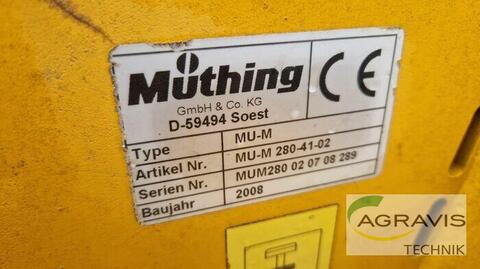 Müthing
GmbH & Co. KG
D-59494 Soest
CE
Type MU-M
Artikel Nr. MU-M 280-41-02
Serien Nr. MUM280 02 07 08 289
Baujahr 2008
AGRAVIS
TECHNIK